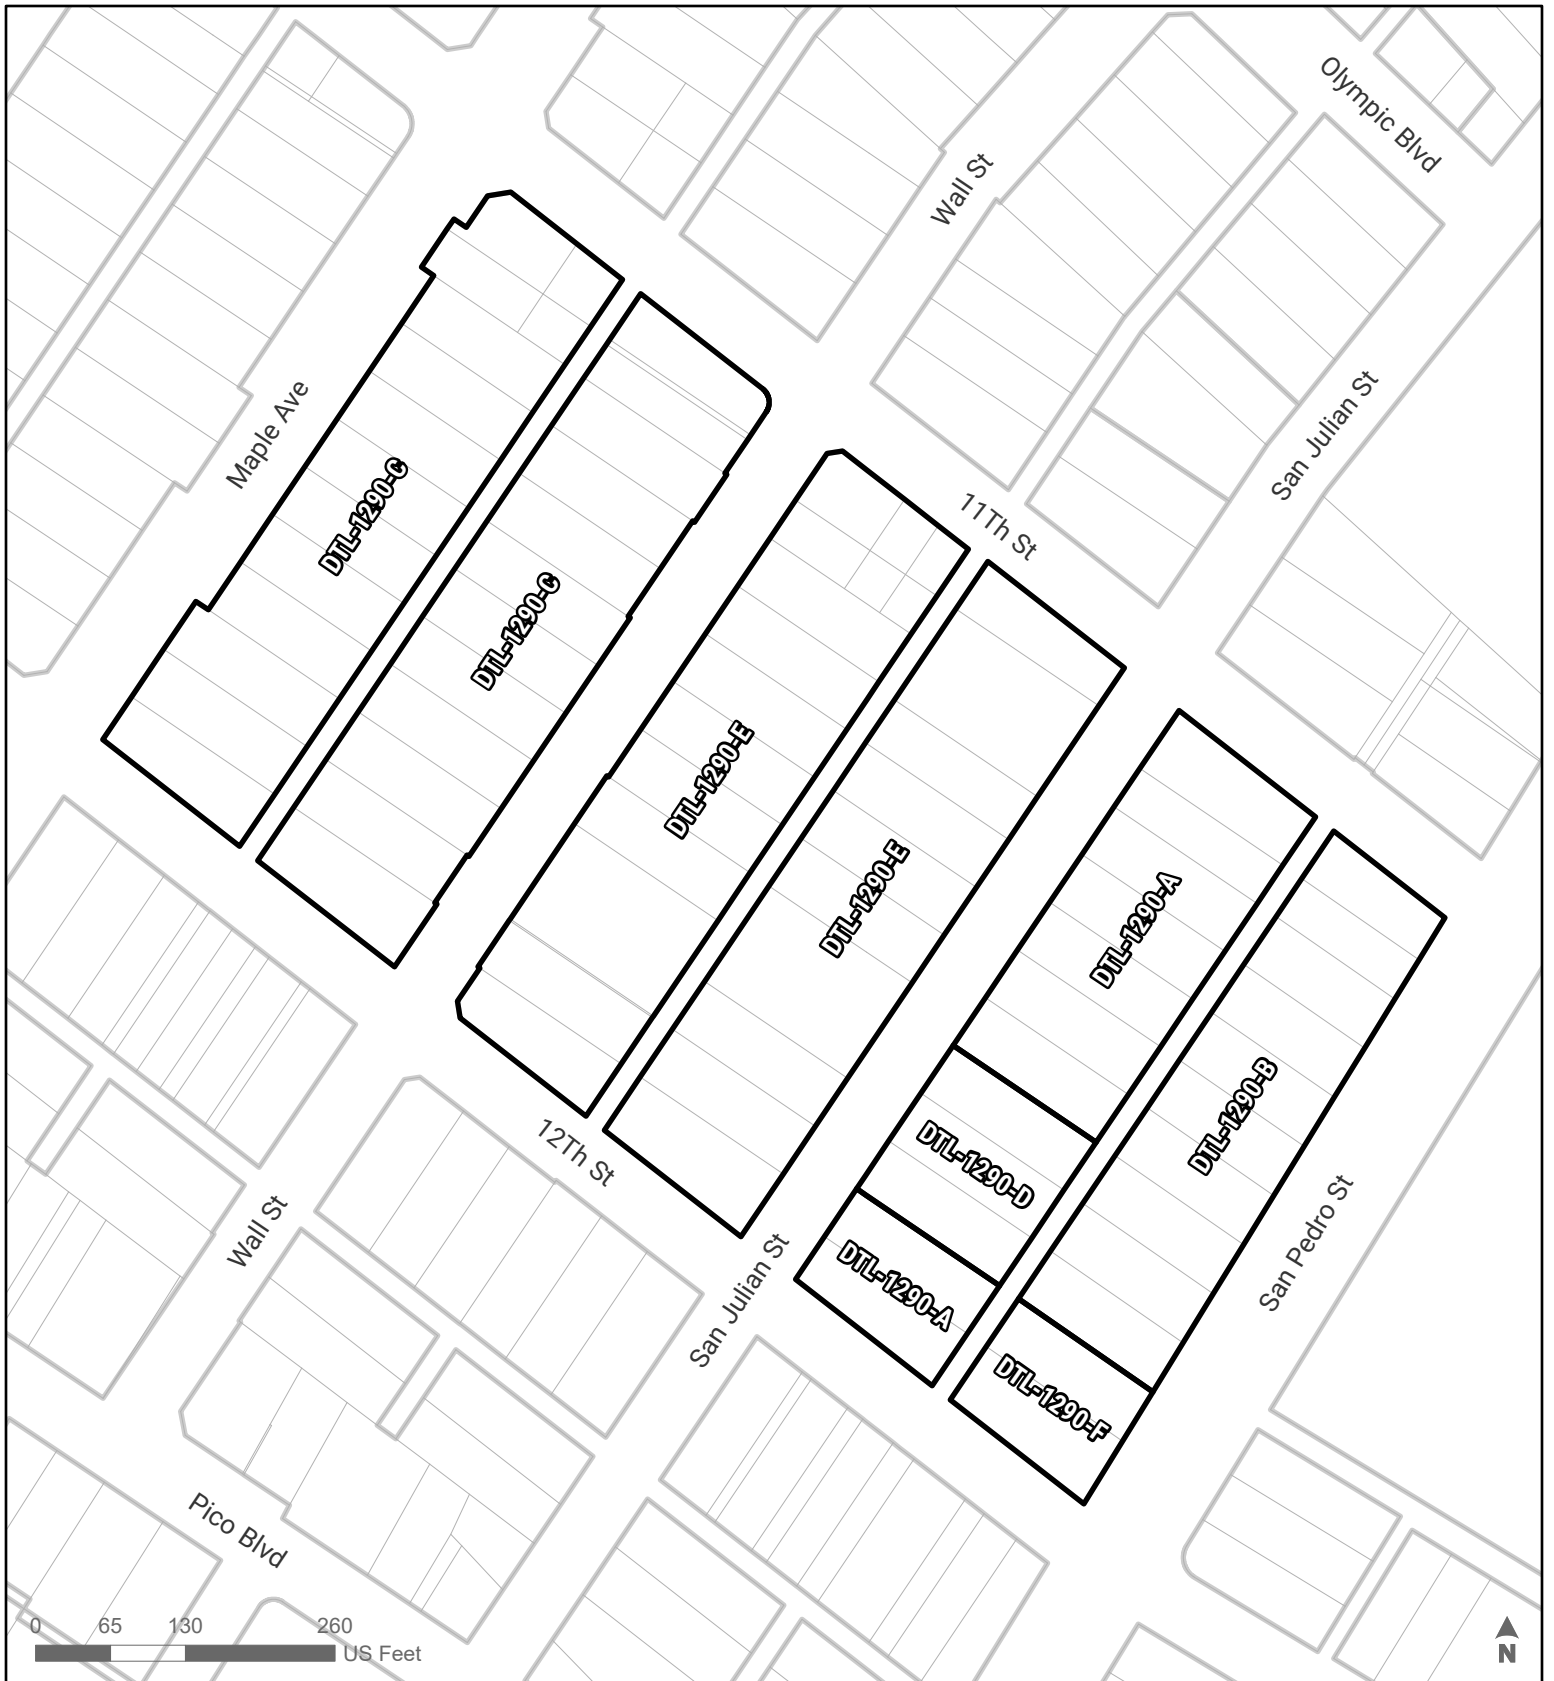 Olympic Blvd
Wall St
San Julian St
Maple Ave
DTL-1290-C
11Th St
DTL-1290-C
DTL-1290-E
DTL-1290-E
DTL-1290-A
DTL-1290-B
12Th St
DTL-1290-D
Wall St
San Pedro St
DTL-1290-A
San Julian St
DTL-1290-F
Pico Blvd
0 65 130 260
US Feet
N